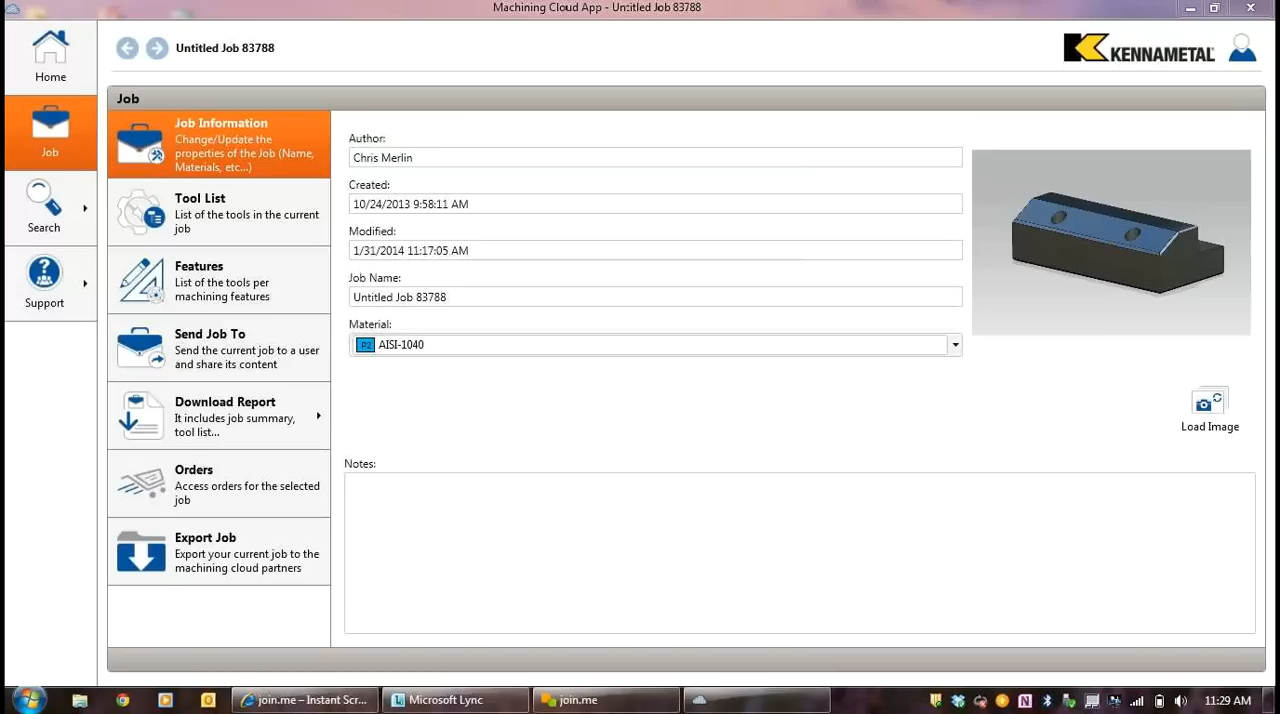 Machining Cloud App - Untitled Job 83788
Home
Untitled Job 83788
KENNAMETAL
Job
Job
Search
Support
Job Information
Change/Update the
properties of the Job (Name,
Materials, etc...)
Tool List
List of the tools in the current
job
Features
List of the tools per
machining features
Send Job To
Send the current job to a user
and share its content
Download Report
It includes job summary,
tool list...
Orders
Access orders for the selected
job
Export Job
Export your current job to the
machining cloud partners
Author:
Chris Merlin
Created:
10/24/2013 9:58:11 AM
Modified:
1/31/2014 11:17:05 AM
Job Name:
Untitled Job 83788
Material:
P2 AISI-1040
Load Image
Notes:
join.me – Instant Scr...
Microsoft Lync
join.me
11:29 AM